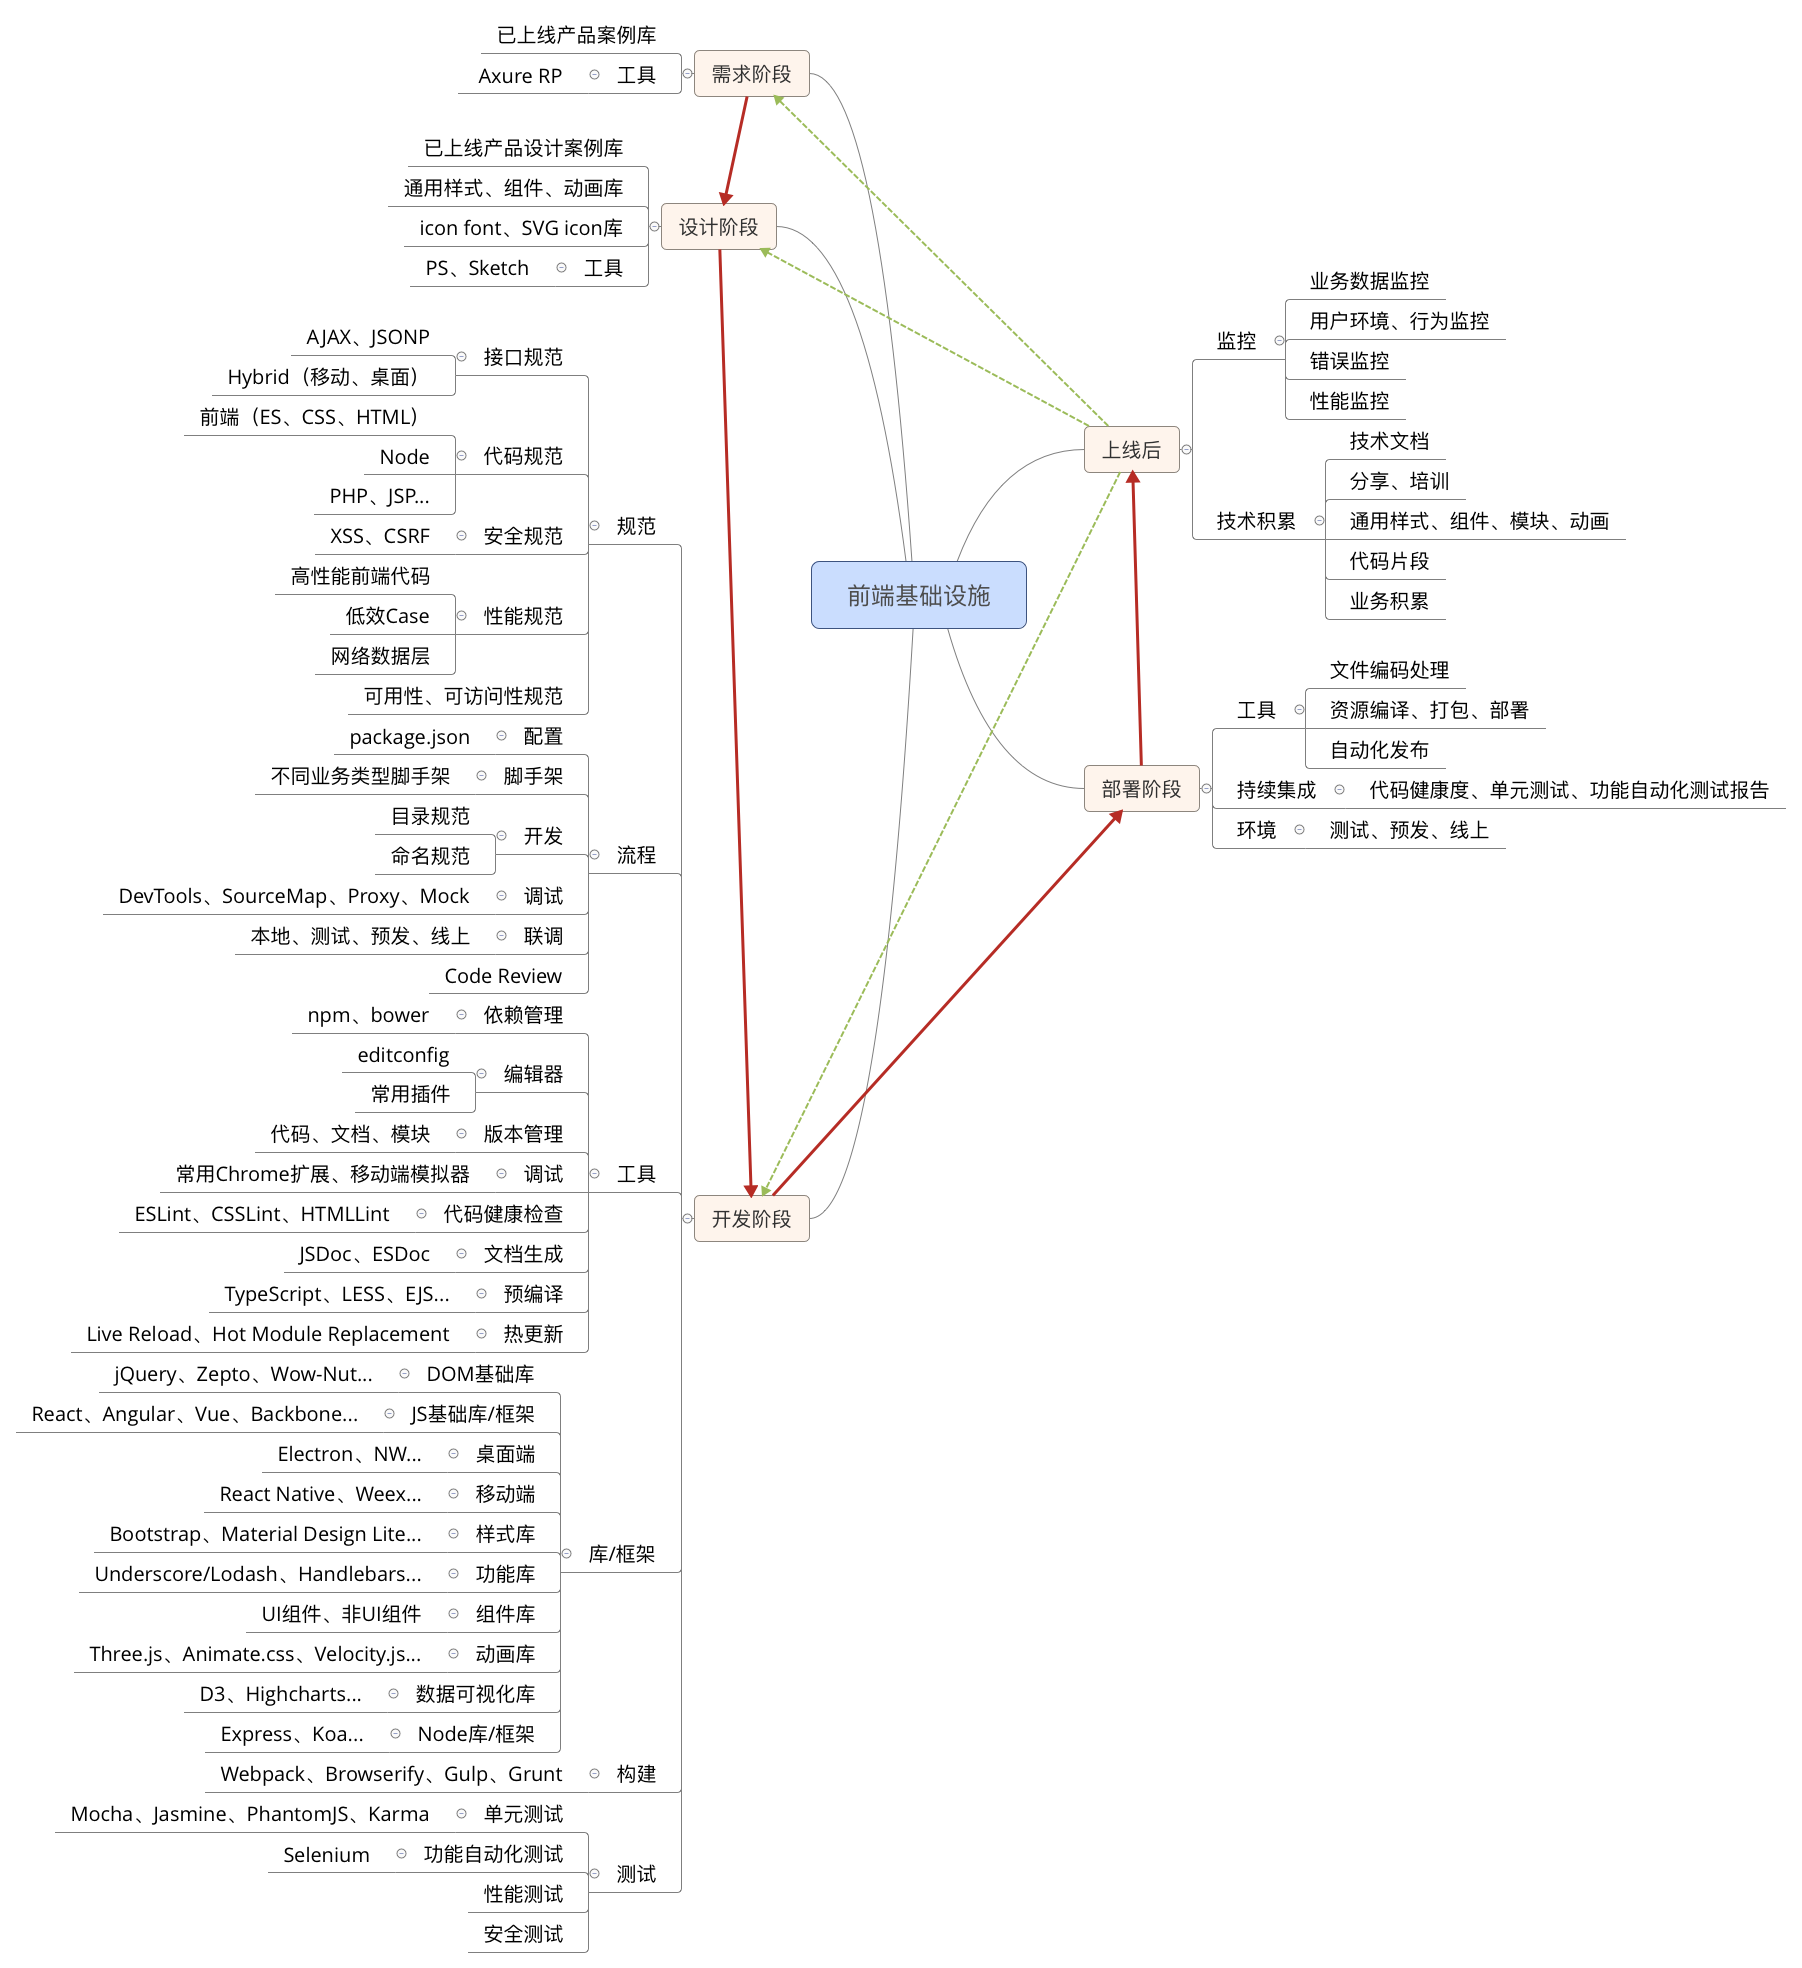 前端基础设施
需求阶段
已上线产品案例库
工具
Axure RP
设计阶段
已上线产品设计案例库
通用样式、组件、动画库
icon font、SVG icon库
工具
PS、Sketch
开发阶段
规范
接口规范
AJAX、JSONP
Hybrid（移动、桌面）
代码规范
前端（ES、CSS、HTML）
Node
PHP、JSP...
安全规范
XSS、CSRF
性能规范
高性能前端代码
低效Case
网络数据层
可用性、可访问性规范
流程
配置
package.json
脚手架
不同业务类型脚手架
开发
目录规范
命名规范
调试
DevTools、SourceMap、Proxy、Mock
联调
本地、测试、预发、线上
Code Review
工具
依赖管理
npm、bower
编辑器
editconfig
常用插件
版本管理
代码、文档、模块
调试
常用Chrome扩展、移动端模拟器
代码健康检查
ESLint、CSSLint、HTMLLint
文档生成
JSDoc、ESDoc
预编译
TypeScript、LESS、EJS...
热更新
Live Reload、Hot Module Replacement
库/框架
DOM基础库
jQuery、Zepto、Wow-Nut...
JS基础库/框架
React、Angular、Vue、Backbone...
桌面端
Electron、NW...
移动端
React Native、Weex...
样式库
Bootstrap、Material Design Lite...
功能库
Underscore/Lodash、Handlebars...
组件库
UI组件、非UI组件
动画库
Three.js、Animate.css、Velocity.js...
数据可视化库
D3、Highcharts...
Node库/框架
Express、Koa...
构建
Webpack、Browserify、Gulp、Grunt
测试
单元测试
Mocha、Jasmine、PhantomJS、Karma
功能自动化测试
Selenium
性能测试
安全测试
上线后
监控
业务数据监控
用户环境、行为监控
错误监控
性能监控
技术积累
技术文档
分享、培训
通用样式、组件、模块、动画
代码片段
业务积累
部署阶段
工具
文件编码处理
资源编译、打包、部署
自动化发布
持续集成
代码健康度、单元测试、功能自动化测试报告
环境
测试、预发、线上